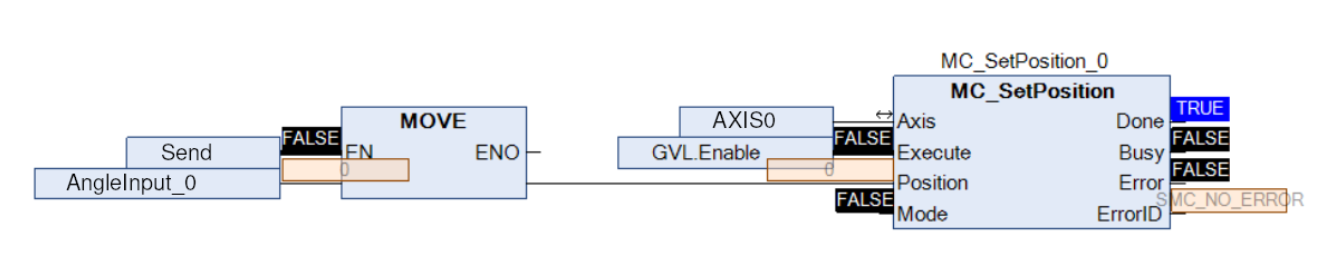 MC_SetPosition_0
MC_SetPosition
MOVE
AXIS0
Axis
Done
TRUE
Send
FALSE
EN
ENO
GVL.Enable
FALSE
Execute
Busy
FALSE
AngleInput_0
0
0
Position
Error
FALSE
FALSE
Mode
ErrorID
SMC_NO_ERROR